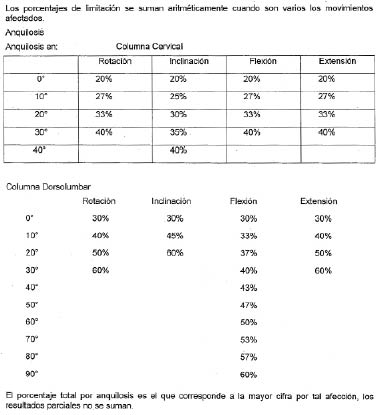 Los porcentajes de limitación se suman aritméticamente cuando son varios los movimientos
afectados.
Anquilosis
Anquilosis en: Columna Cervical
Rotación Inclinación Flexión Extensión
0° 20% 20% 20% 20%
10° 27% 25% 27% 27%
20° 33% 30% 33% 33%
30° 40% 35% 40% 40%
40° 40%
Columna Dorsolumbar
Rotación Inclinación Flexión Extensión
0° 30% 30% 30% 30%
10° 40% 45% 33% 40%
20° 50% 60% 37% 50%
30° 60% 40% 60%
40° 43%
50° 47%
60° 50%
70° 53%
80° 57%
90° 60%
El porcentaje total por anquilosis es el que corresponde a la mayor cifra por tal afección, los
resultados parciales no se suman.